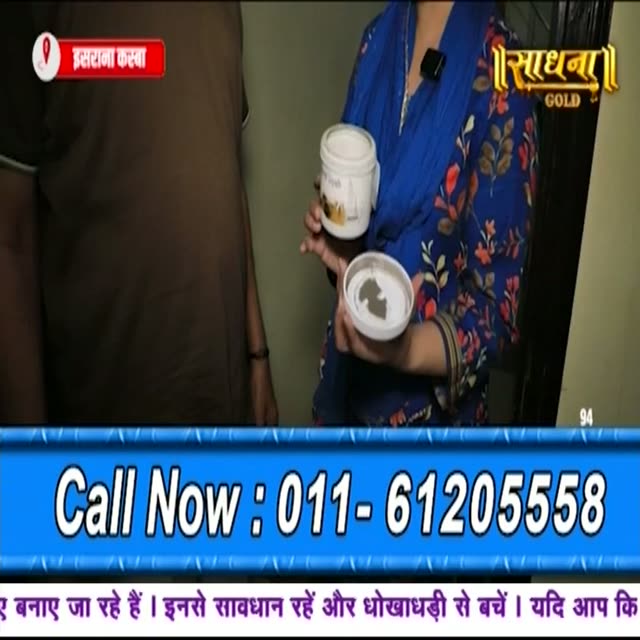 इसराना कस्बा
॥साधना॥
GOLD
94
Call Now : 011- 61205558
ए बनाए जा रहे हैं । इनसे सावधान रहें और धोखाधड़ी से बचें । यदि आप कि